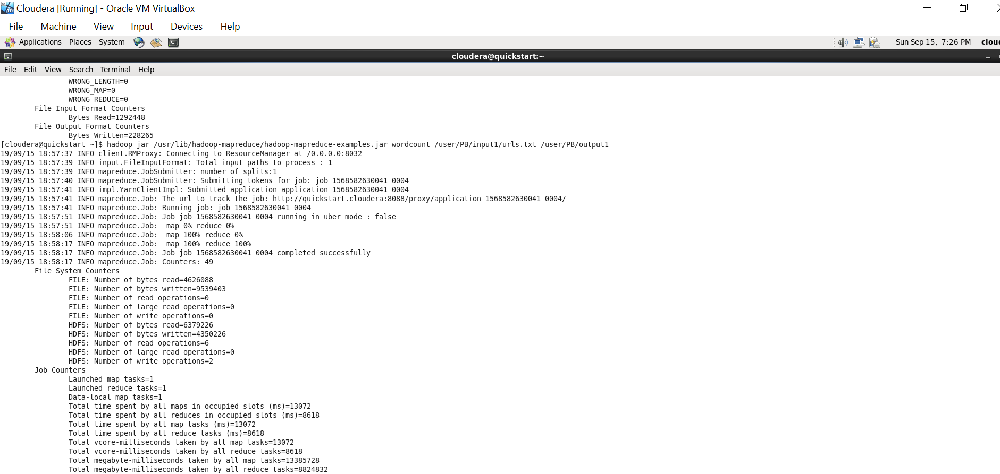 Cloudera [Running] - Oracle VM VirtualBox
File Machine View Input Devices Help
Applications Places System Sun Sep 15, 7:26 PM clou
cloudera@quickstart:~
File Edit View Search Terminal Help
WRONG_LENGTH=0
WRONG_MAP=0
WRONG_REDUCE=0
File Input Format Counters
Bytes Read=1292448
File Output Format Counters
Bytes Written=228265
[cloudera@quickstart ~]$ hadoop jar /usr/lib/hadoop-mapreduce/hadoop-mapreduce-examples.jar wordcount /user/PB/input1/urls.txt /user/PB/output1
19/09/15 18:57:37 INFO client.RMProxy: Connecting to ResourceManager at /0.0.0.0:8032
19/09/15 18:57:39 INFO input.FileInputFormat: Total input paths to process : 1
19/09/15 18:57:39 INFO mapreduce.JobSubmitter: number of splits:1
19/09/15 18:57:40 INFO mapreduce.JobSubmitter: Submitting tokens for job: job_1568582630041_0004
19/09/15 18:57:41 INFO impl.YarnClientImpl: Submitted application application_1568582630041_0004
19/09/15 18:57:41 INFO mapreduce.Job: The url to track the job: http://quickstart.cloudera:8088/proxy/application_1568582630041_0004/
19/09/15 18:57:41 INFO mapreduce.Job: Running job: job_1568582630041_0004
19/09/15 18:57:51 INFO mapreduce.Job: Job job_1568582630041_0004 running in uber mode : false
19/09/15 18:57:51 INFO mapreduce.Job:  map 0% reduce 0%
19/09/15 18:58:06 INFO mapreduce.Job:  map 100% reduce 0%
19/09/15 18:58:17 INFO mapreduce.Job:  map 100% reduce 100%
19/09/15 18:58:17 INFO mapreduce.Job: Job job_1568582630041_0004 completed successfully
19/09/15 18:58:17 INFO mapreduce.Job: Counters: 49
File System Counters
FILE: Number of bytes read=4626088
FILE: Number of bytes written=9539403
FILE: Number of read operations=0
FILE: Number of large read operations=0
FILE: Number of write operations=0
HDFS: Number of bytes read=6379226
HDFS: Number of bytes written=4350226
HDFS: Number of read operations=6
HDFS: Number of large read operations=0
HDFS: Number of write operations=2
Job Counters
Launched map tasks=1
Launched reduce tasks=1
Data-local map tasks=1
Total time spent by all maps in occupied slots (ms)=13072
Total time spent by all reduces in occupied slots (ms)=8618
Total time spent by all map tasks (ms)=13072
Total time spent by all reduce tasks (ms)=8618
Total vcore-milliseconds taken by all map tasks=13072
Total vcore-milliseconds taken by all reduce tasks=8618
Total megabyte-milliseconds taken by all map tasks=13385728
Total megabyte-milliseconds taken by all reduce tasks=8824832